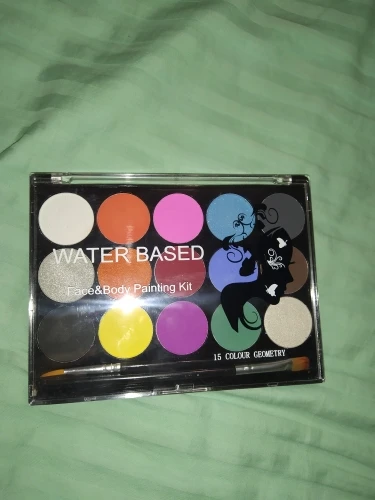 WATER BASED
Face&Body Painting Kit
15 COLOUR GEOMETRY